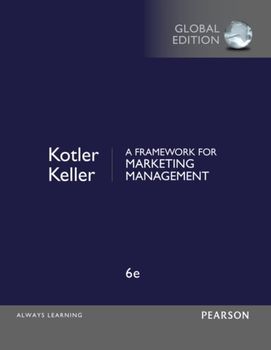 GLOBAL
EDITION
Kotler
Keller
A FRAMEWORK FOR
MARKETING
MANAGEMENT
6e
ALWAYS LEARNING
PEARSON